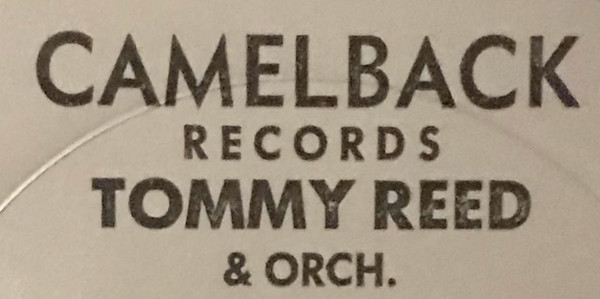 CAMELBACK
RECORDS
TOMMY REED
& ORCH.